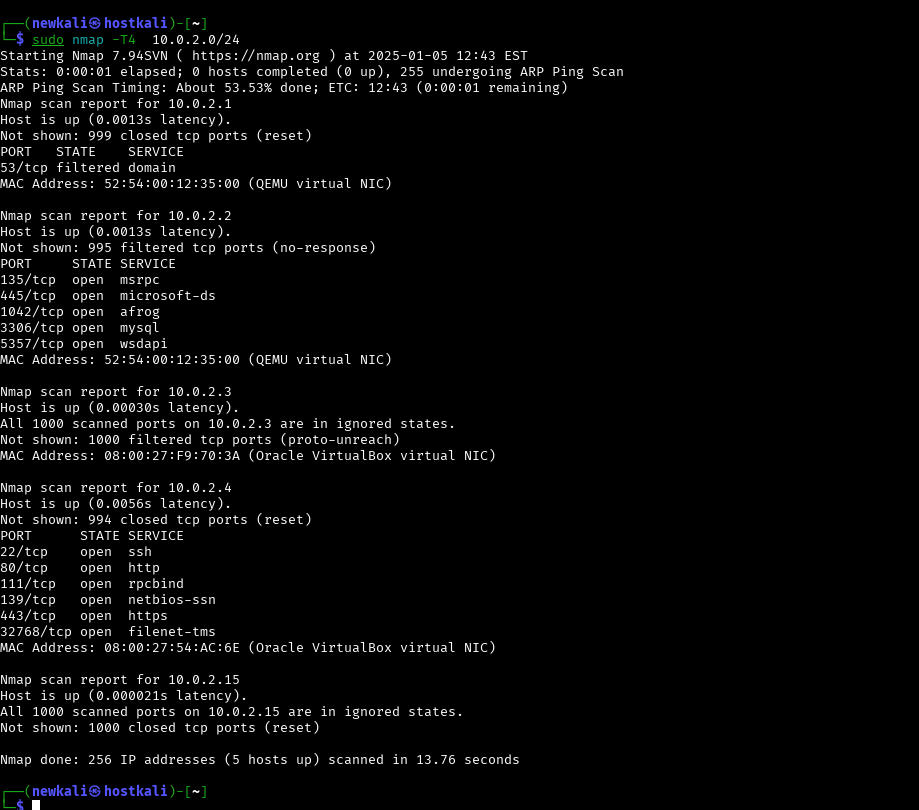 ┌──(newkali㉿hostkali)-[~]
└─$ sudo nmap -T4  10.0.2.0/24
Starting Nmap 7.94SVN ( https://nmap.org ) at 2025-01-05 12:43 EST
Stats: 0:00:01 elapsed; 0 hosts completed (0 up), 255 undergoing ARP Ping Scan
ARP Ping Scan Timing: About 53.53% done; ETC: 12:43 (0:00:01 remaining)
Nmap scan report for 10.0.2.1
Host is up (0.0013s latency).
Not shown: 999 closed tcp ports (reset)
PORT   STATE    SERVICE
53/tcp filtered domain
MAC Address: 52:54:00:12:35:00 (QEMU virtual NIC)

Nmap scan report for 10.0.2.2
Host is up (0.0013s latency).
Not shown: 995 filtered tcp ports (no-response)
PORT     STATE SERVICE
135/tcp  open  msrpc
445/tcp  open  microsoft-ds
1042/tcp open  afrog
3306/tcp open  mysql
5357/tcp open  wsdapi
MAC Address: 52:54:00:12:35:00 (QEMU virtual NIC)

Nmap scan report for 10.0.2.3
Host is up (0.00030s latency).
All 1000 scanned ports on 10.0.2.3 are in ignored states.
Not shown: 1000 filtered tcp ports (proto-unreach)
MAC Address: 08:00:27:F9:70:3A (Oracle VirtualBox virtual NIC)

Nmap scan report for 10.0.2.4
Host is up (0.0056s latency).
Not shown: 994 closed tcp ports (reset)
PORT      STATE SERVICE
22/tcp    open  ssh
80/tcp    open  http
111/tcp   open  rpcbind
139/tcp   open  netbios-ssn
443/tcp   open  https
32768/tcp open  filenet-tms
MAC Address: 08:00:27:54:AC:6E (Oracle VirtualBox virtual NIC)

Nmap scan report for 10.0.2.15
Host is up (0.000021s latency).
All 1000 scanned ports on 10.0.2.15 are in ignored states.
Not shown: 1000 closed tcp ports (reset)

Nmap done: 256 IP addresses (5 hosts up) scanned in 13.76 seconds

┌──(newkali㉿hostkali)-[~]
└─$